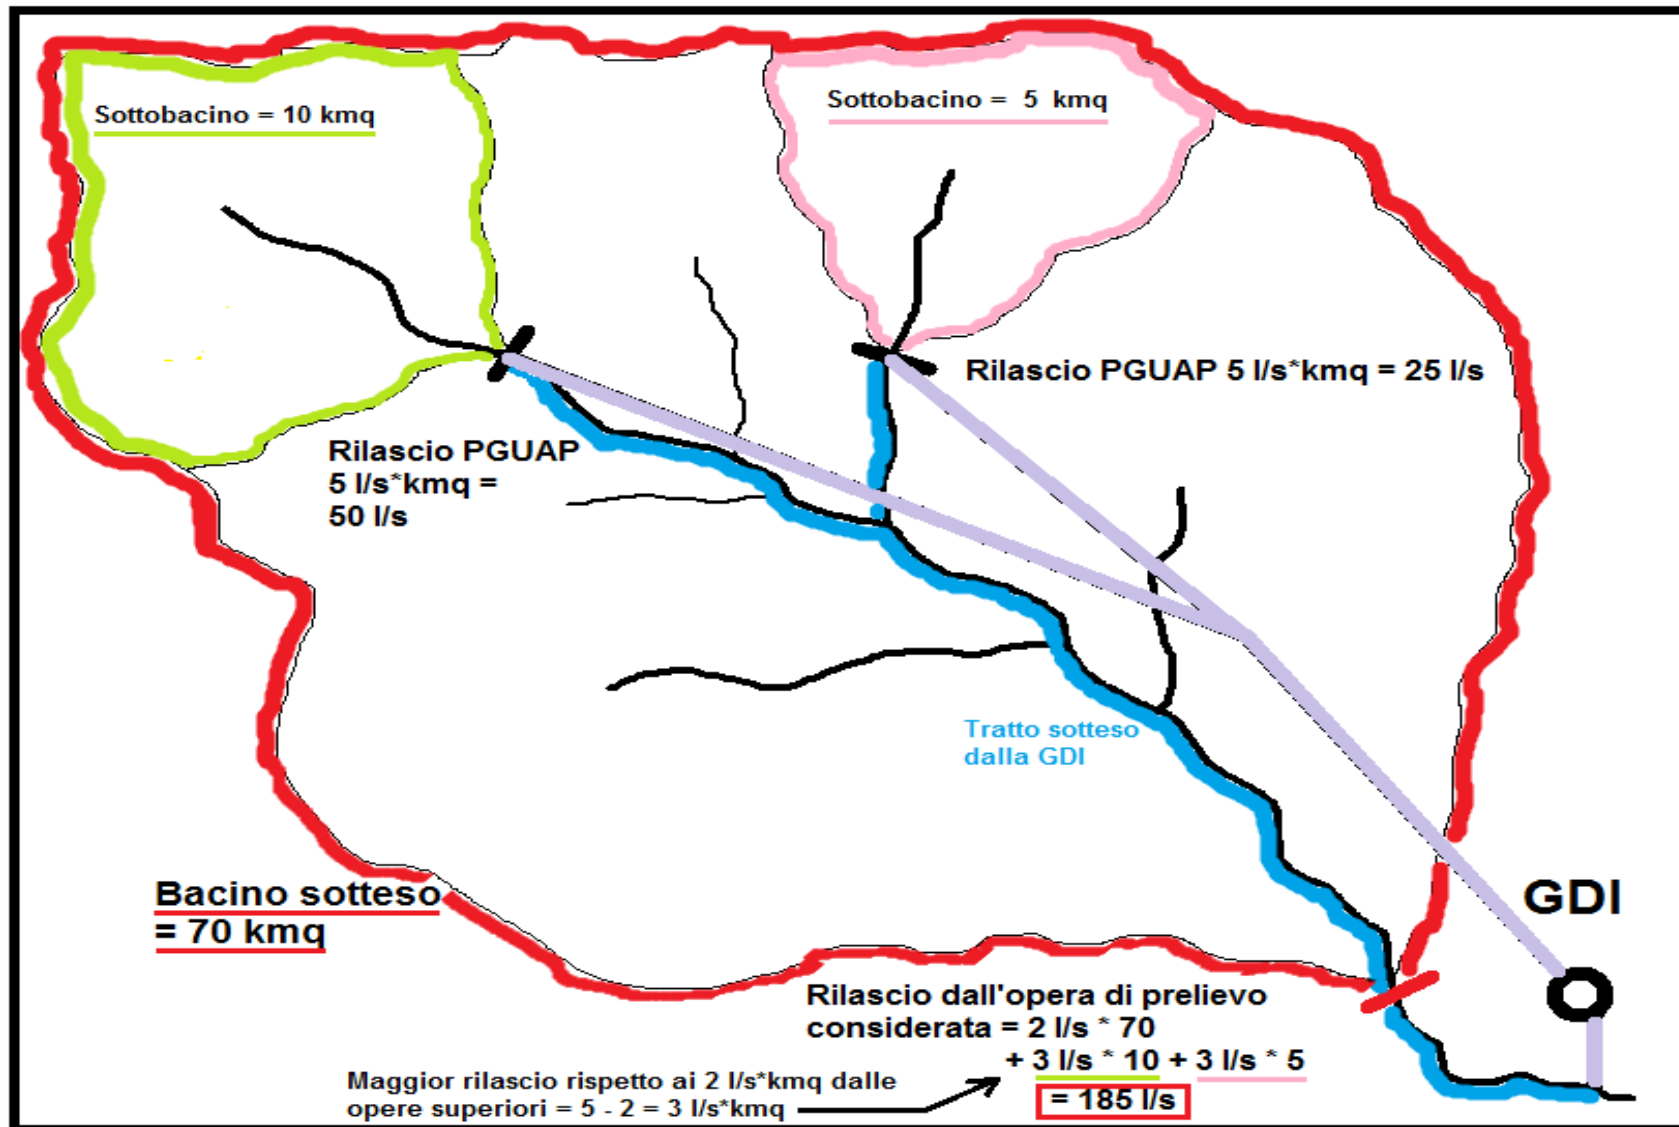 Sottobacino = 10 kmq
Sottobacino = 5 kmq
Rilascio PGUAP 5 l/s*kmq = 25 l/s
Rilascio PGUAP
5 l/s*kmq =
50 l/s
Tratto sotteso
dalla GDI
Bacino sotteso
= 70 kmq
GDI
Rilascio dall'opera di prelievo
considerata = 2 l/s * 70
+ 3 l/s * 10 + 3 l/s * 5
= 185 l/s
Maggior rilascio rispetto ai 2 l/s*kmq dalle
opere superiori = 5 - 2 = 3 l/s*kmq